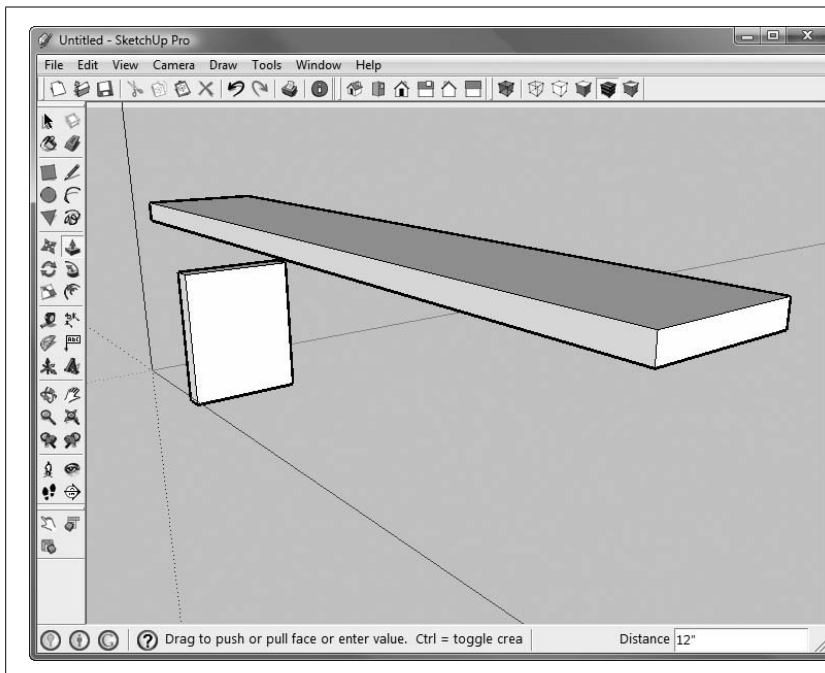 Untitled - SketchUp Pro
File Edit View Camera Draw Tools Window Help
Abc
Drag to push or pull face or enter value. Ctrl = toggle crea
Distance 12"